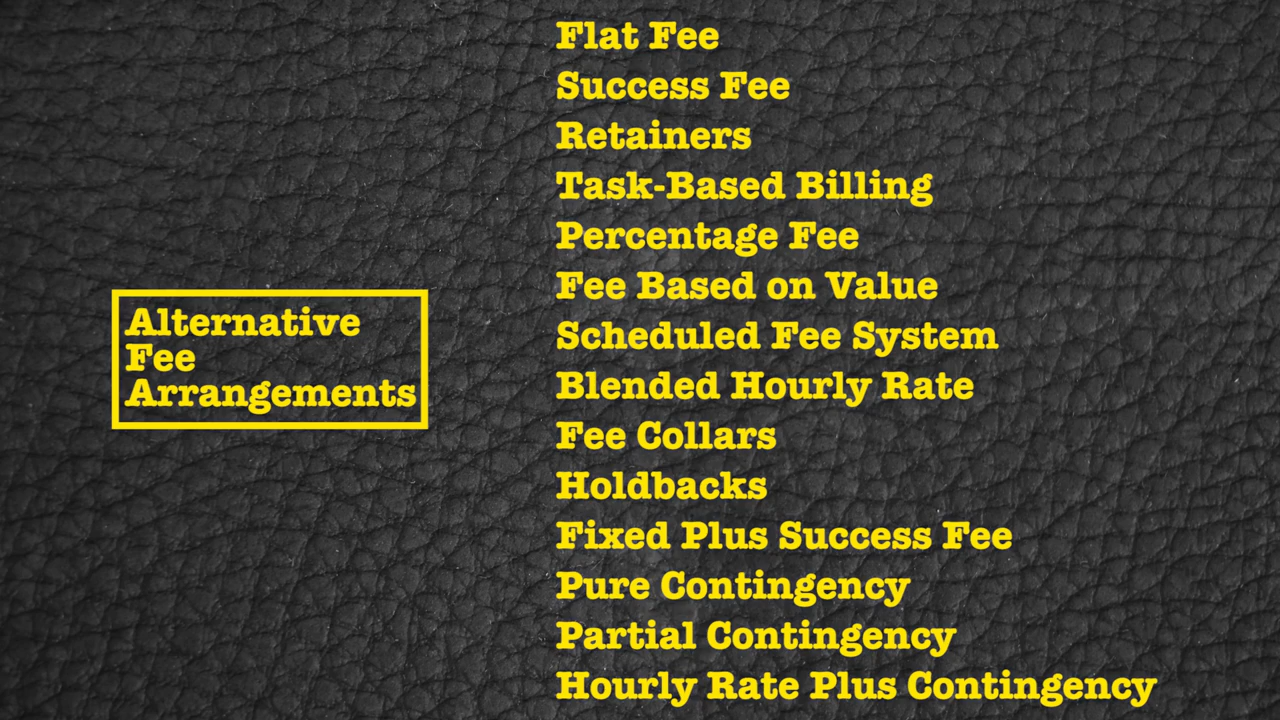 Alternative
Fee
Arrangements
Flat Fee
Success Fee
Retainers
Task-Based Billing
Percentage Fee
Fee Based on Value
Scheduled Fee System
Blended Hourly Rate
Fee Collars
Holdbacks
Fixed Plus Success Fee
Pure Contingency
Partial Contingency
Hourly Rate Plus Contingency